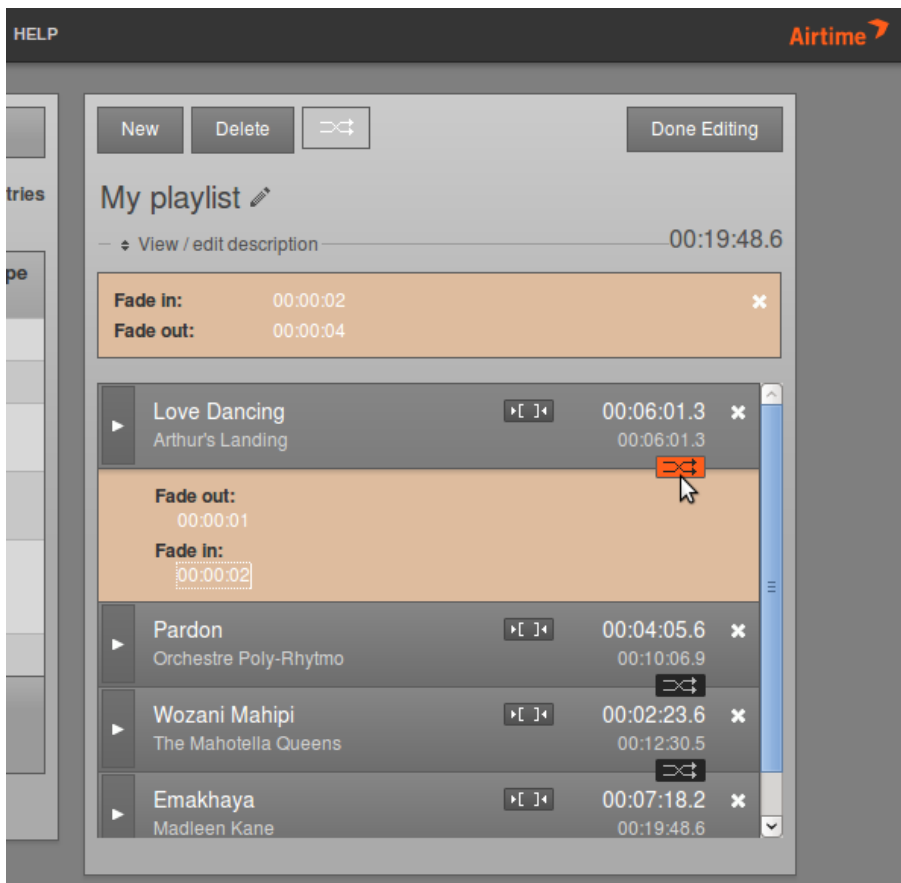 HELP
Airtime
New
Delete
Done Editing
tries
My playlist
View / edit description
00:19:48.6
pe
Fade in: 00:00:02
Fade out: 00:00:04
Love Dancing 00:06:01.3
Arthur's Landing 00:06:01.3
Fade out:
00:00:01
Fade in:
00:00:02
Pardon 00:04:05.6
Orchestre Poly-Rhytmo 00:10:06.9
Wozani Mahipi 00:02:23.6
The Mahotella Queens 00:12:30.5
Emakhaya 00:07:18.2
Madleen Kane 00:19:48.6